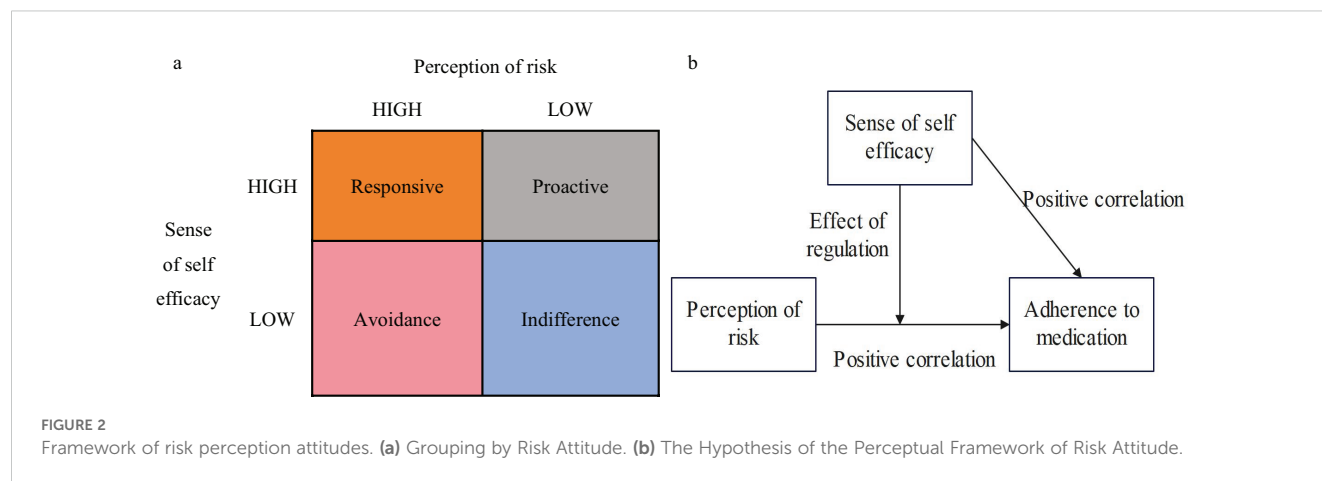 a
Perception of risk
HIGH
LOW
HIGH
Responsive
Proactive
Sense
of self
efficacy
LOW
Avoidance
Indifference
b
Sense of self
efficacy
Positive correlation
Effect of
regulation
Perception of
risk
Adherence to
medication
Positive correlation
FIGURE 2
Framework of risk perception attitudes. (a) Grouping by Risk Attitude. (b) The Hypothesis of the Perceptual Framework of Risk Attitude.